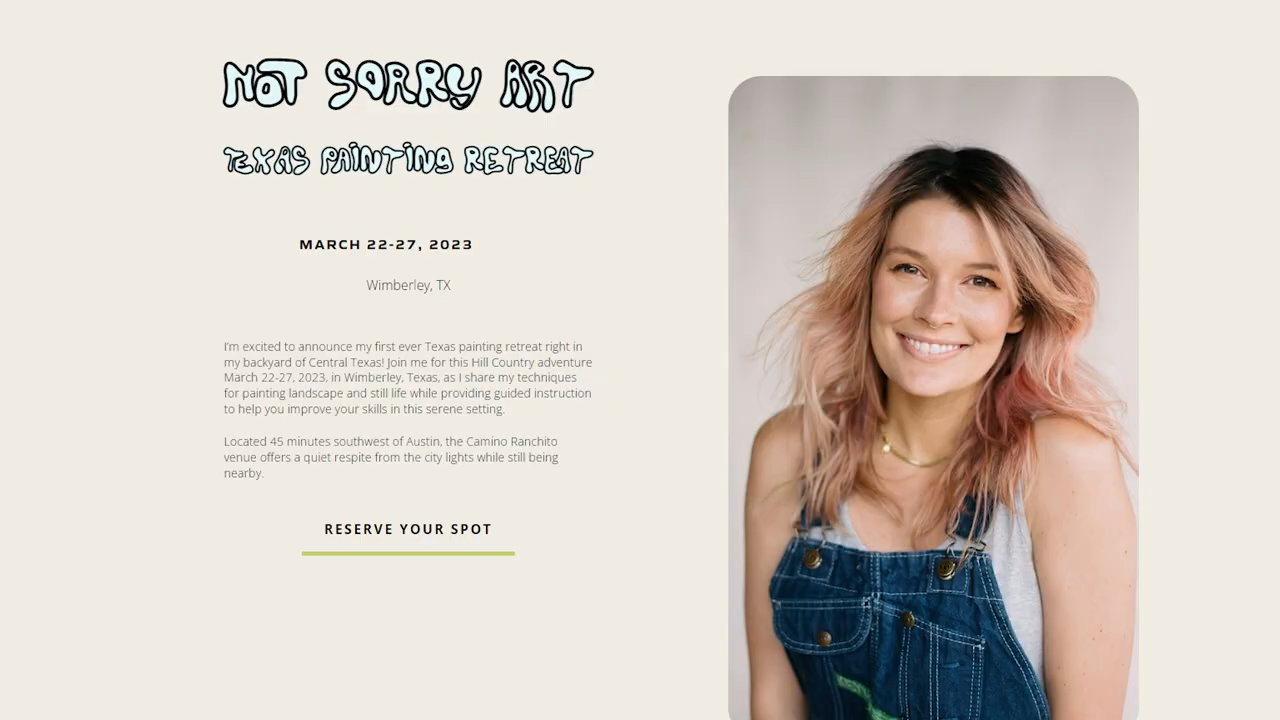 NOT SORRY ART
TEXAS PAINTING RETREAT
MARCH 22-27, 2023
Wimberley, TX
I'm excited to announce my first ever Texas painting retreat right in
my backyard of Central Texas! Join me for this Hill Country adventure
March 22-27, 2023, in Wimberley, Texas, as I share my techniques
for painting landscape and still life while providing guided instruction
to help you improve your skills in this serene setting.
Located 45 minutes southwest of Austin, the Camino Ranchito
venue offers a quiet respite from the city lights while still being
nearby.
RESERVE YOUR SPOT